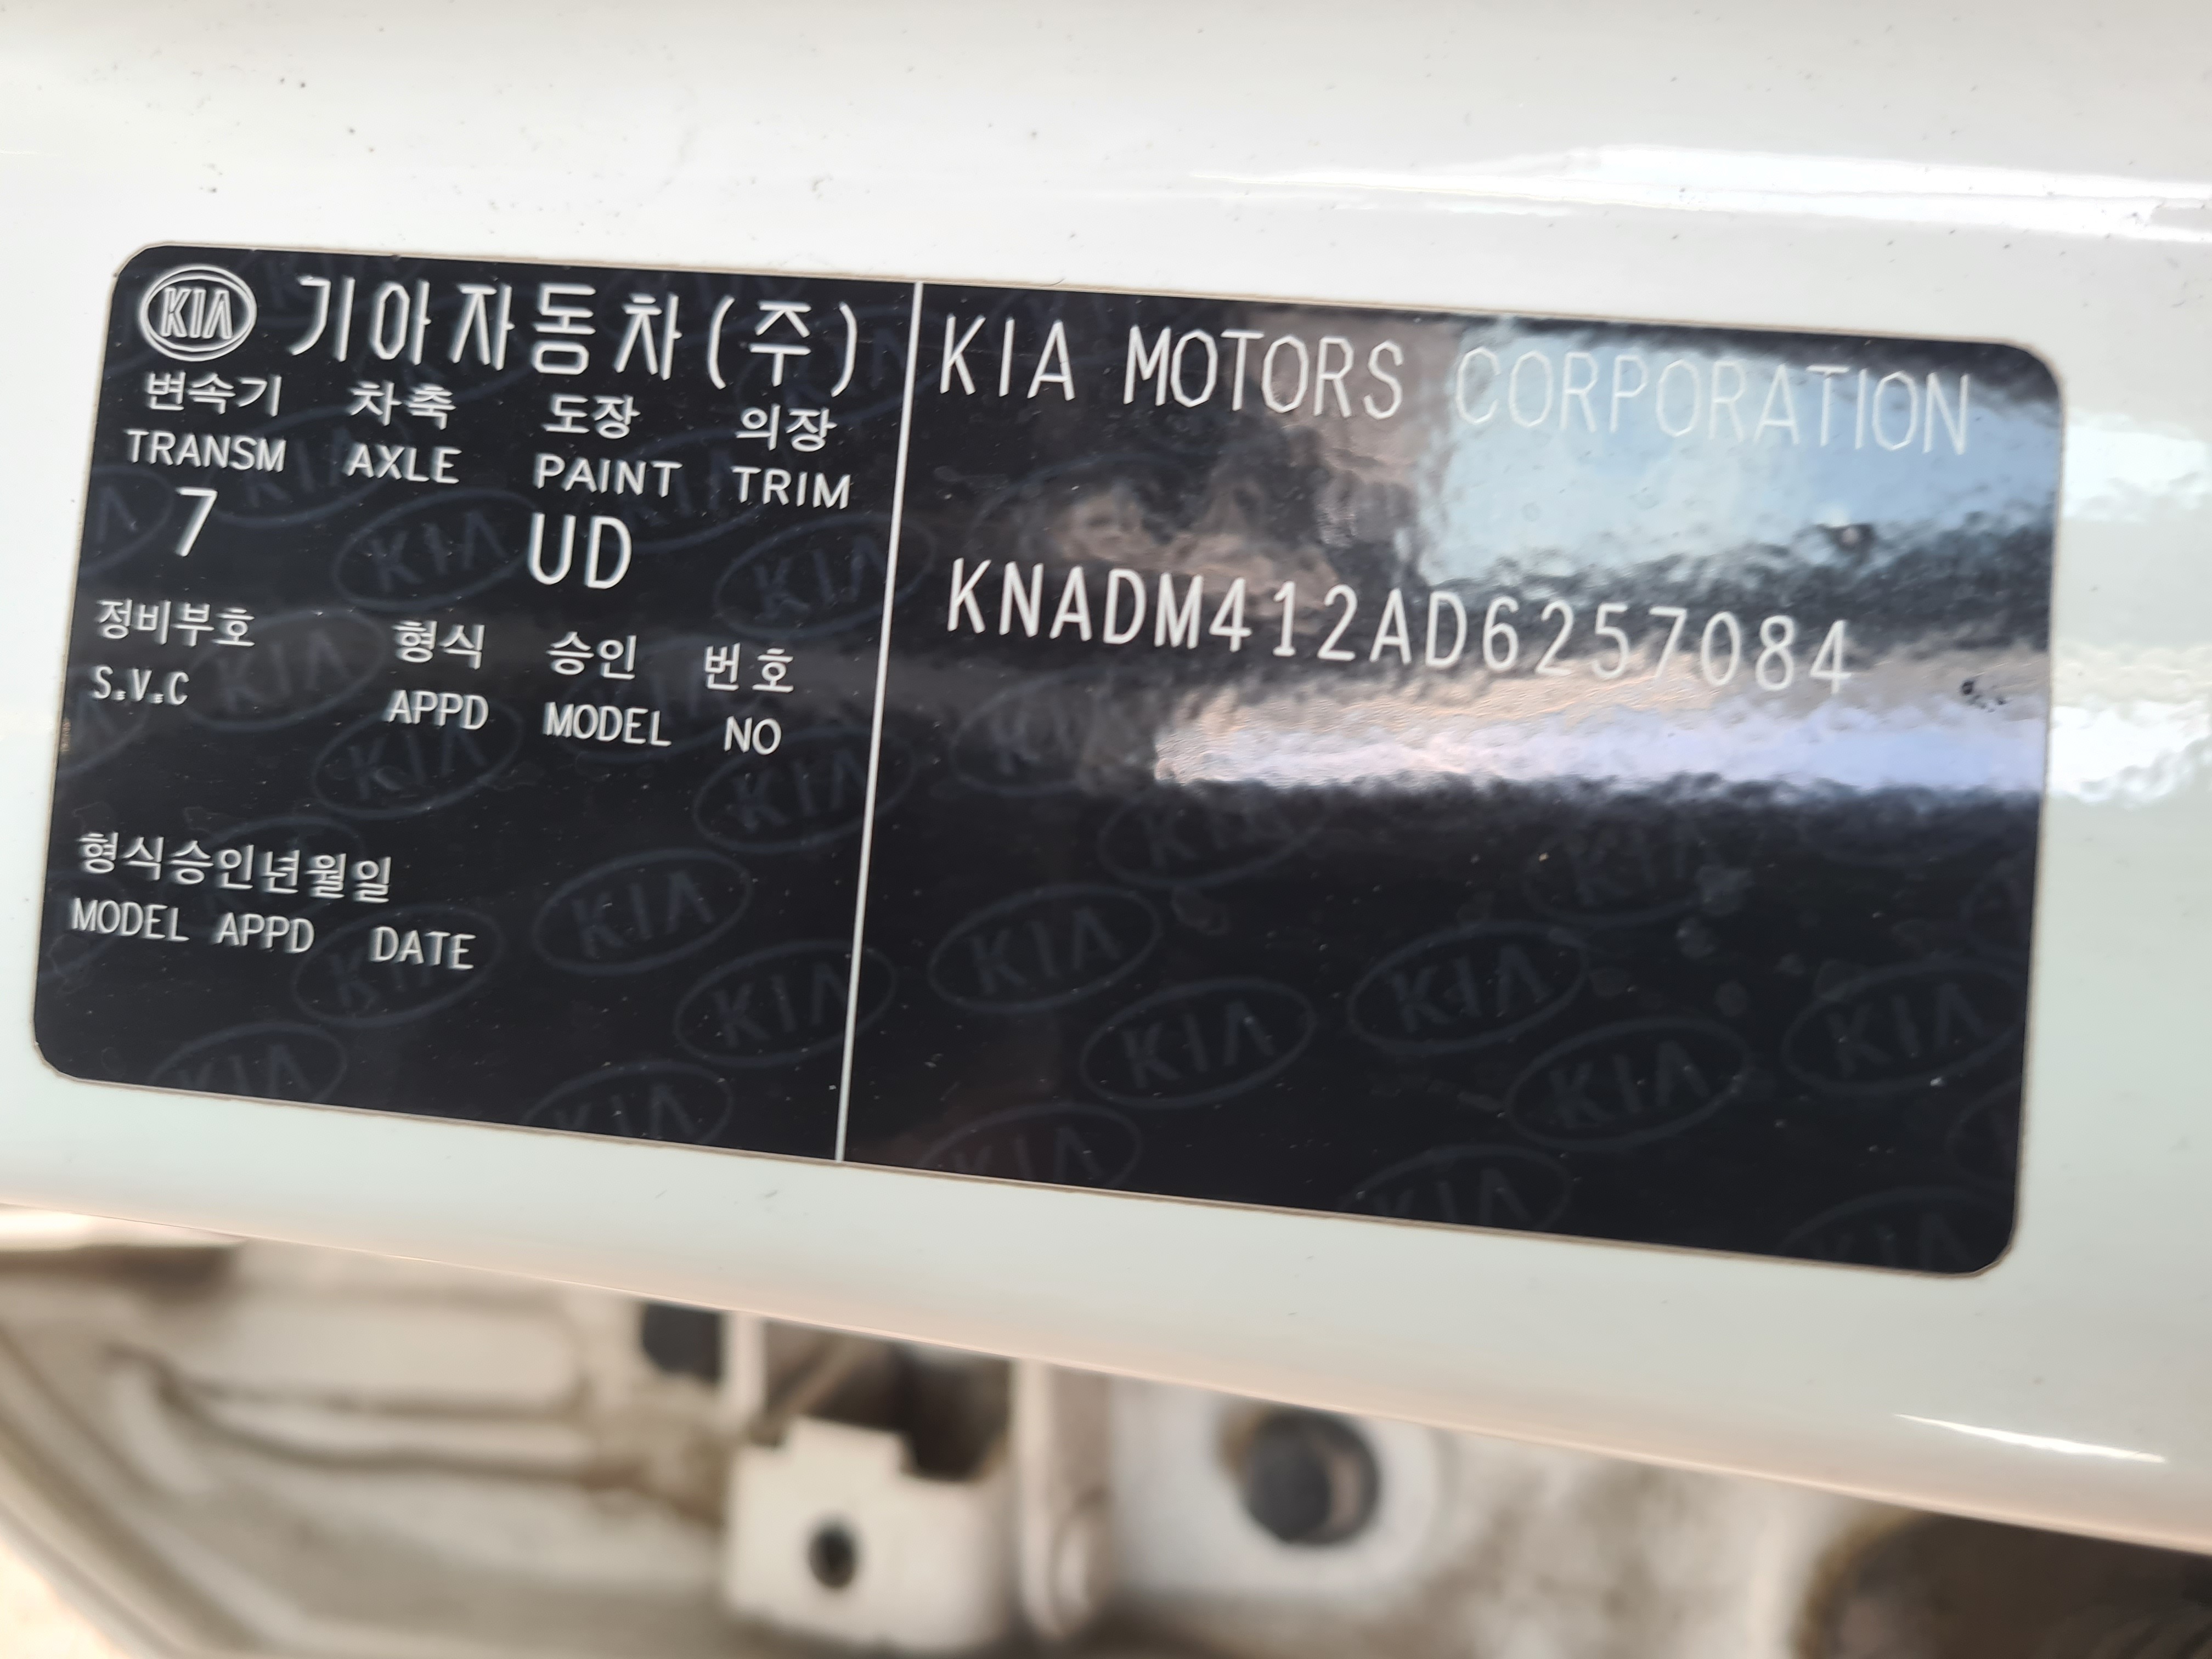 KIA 기아자동차(주)
변속기 차축 도장 의장
TRANSM AXLE PAINT TRIM
7 UD
정비부호 형식 승인 번호
S.V.C APPD MODEL NO
형식승인년월일
MODEL APPD DATE
KIA MOTORS CORPORATION
KNADM412AD6257084